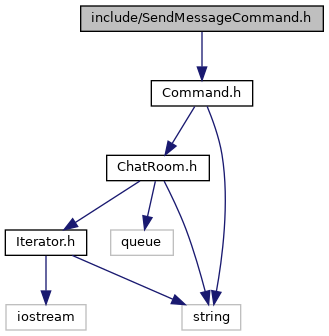 include/SendMessageCommand.h
Command.h
ChatRoom.h
Iterator.h
queue
iostream
string